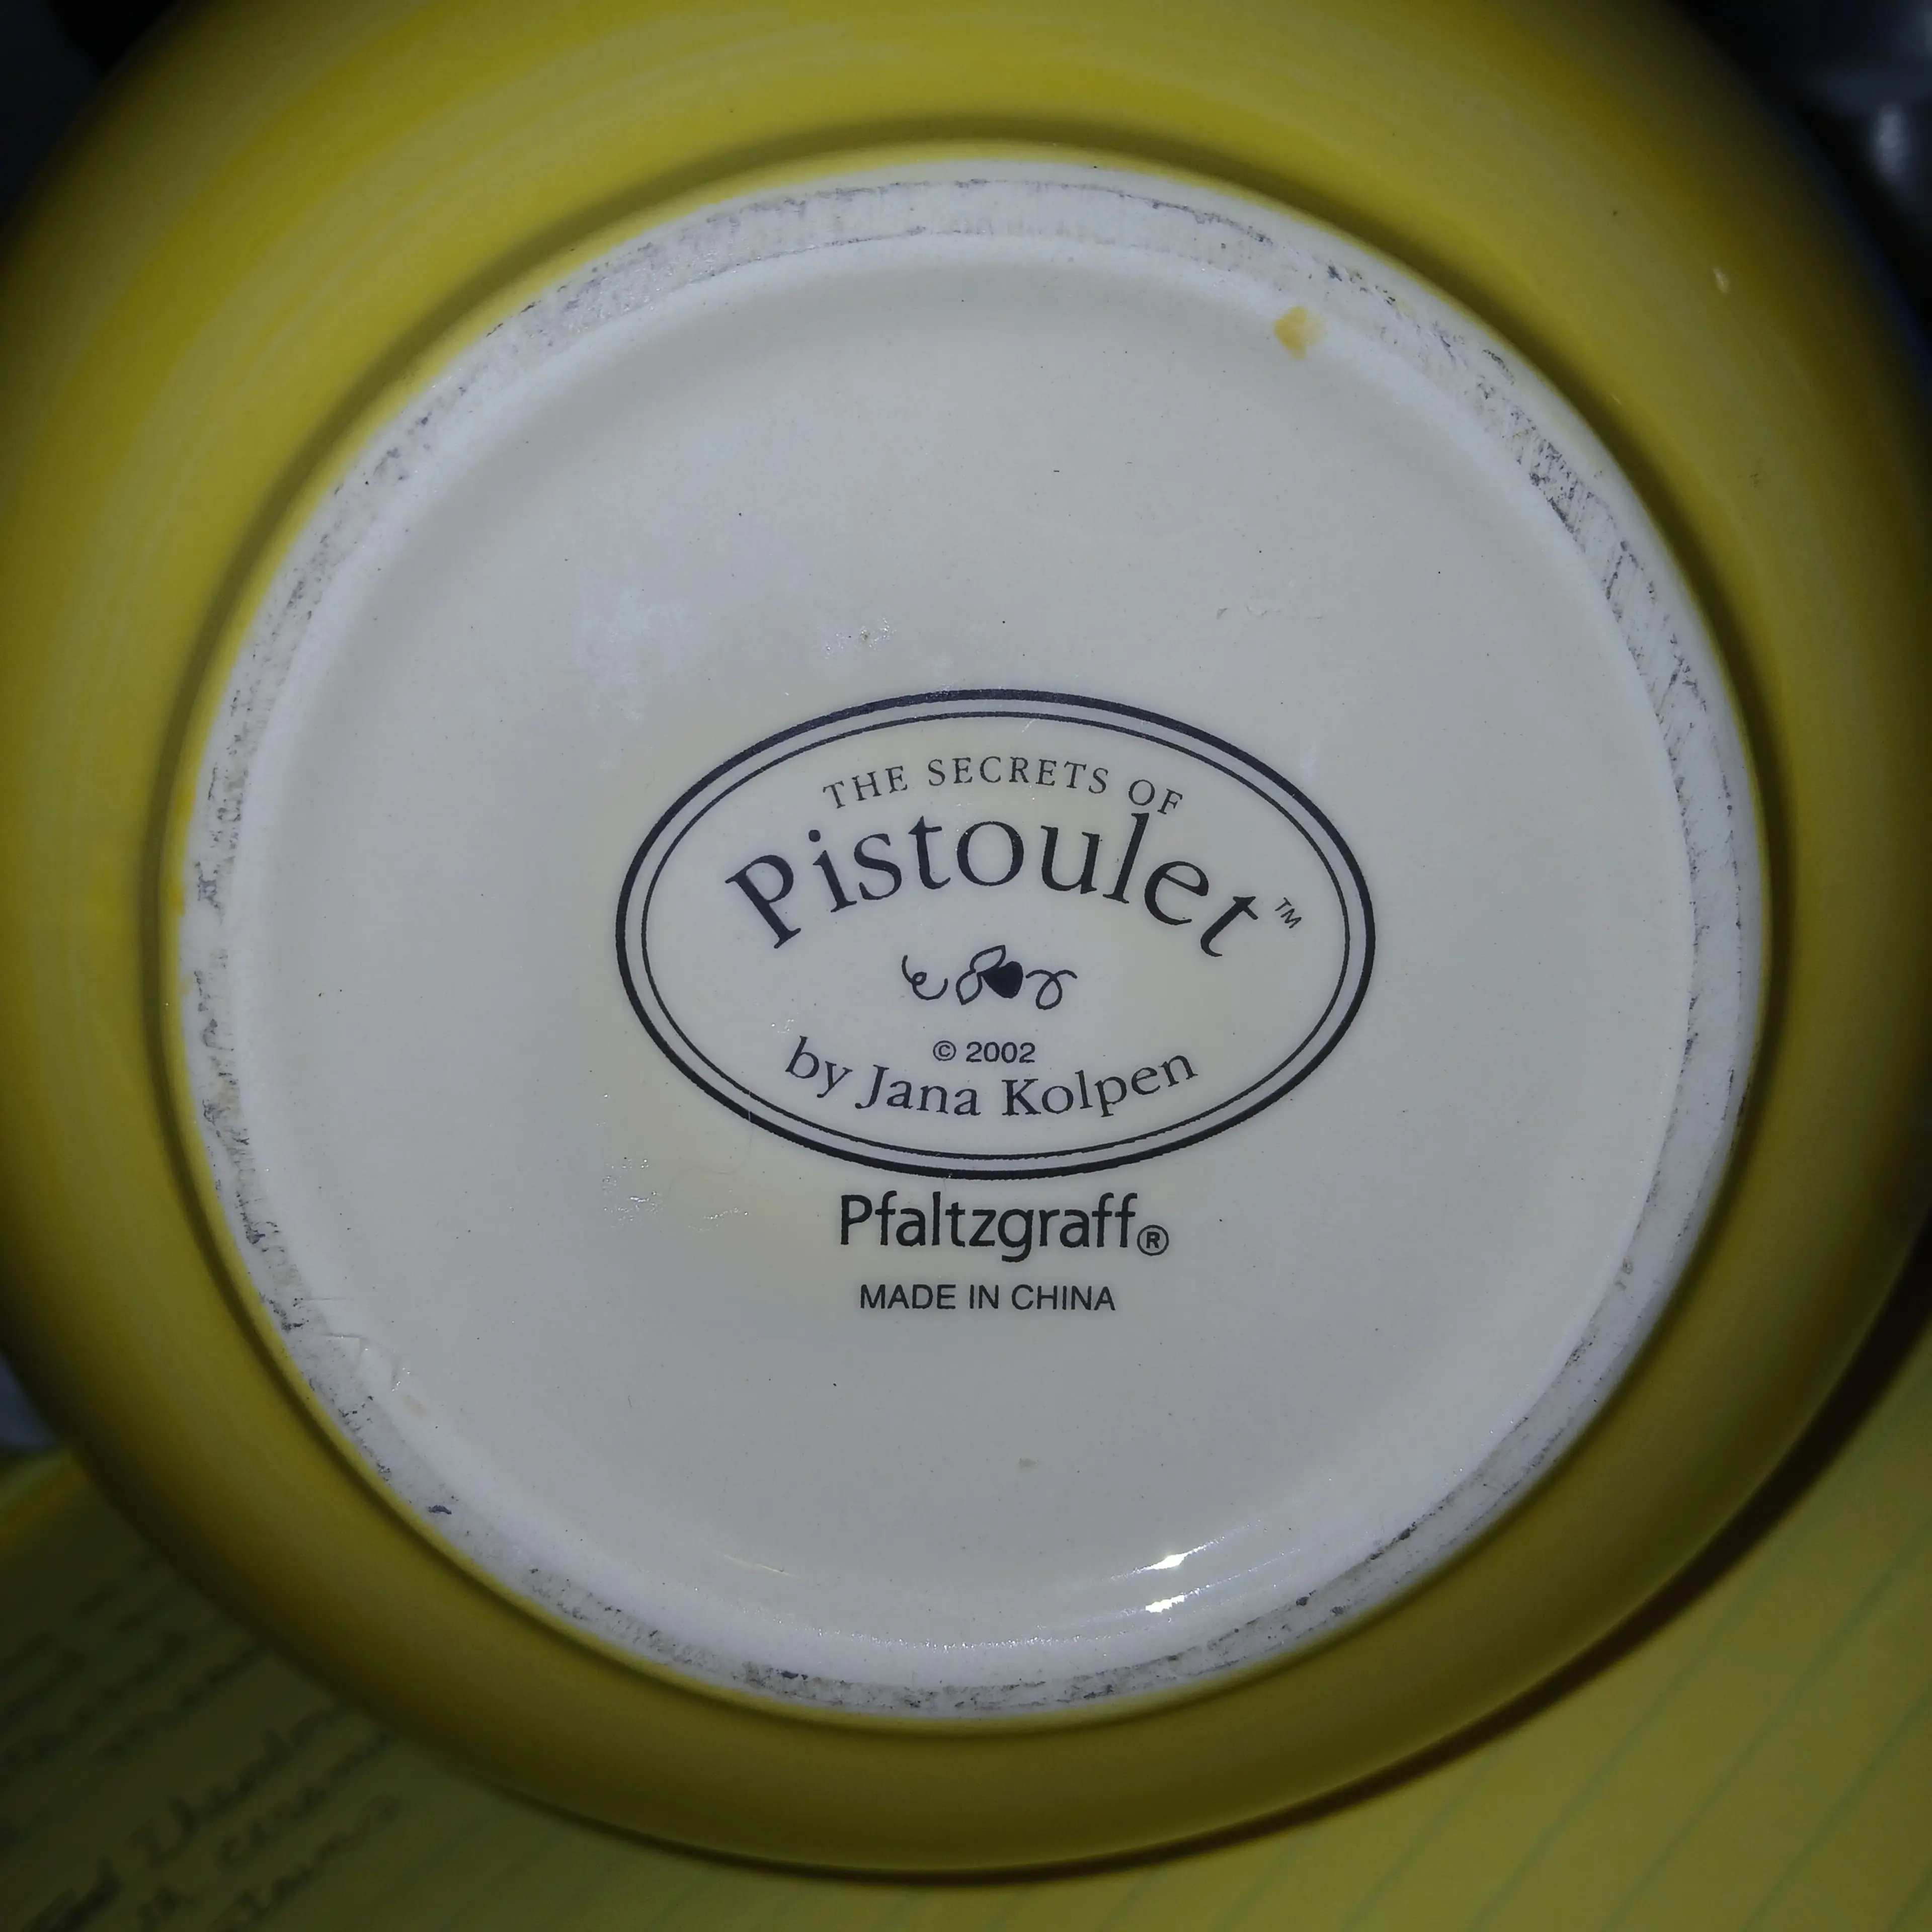 THE SECRETS OF
Pistoulet™
© 2002
by Jana Kolpen
Pfaltzgraff®
MADE IN CHINA